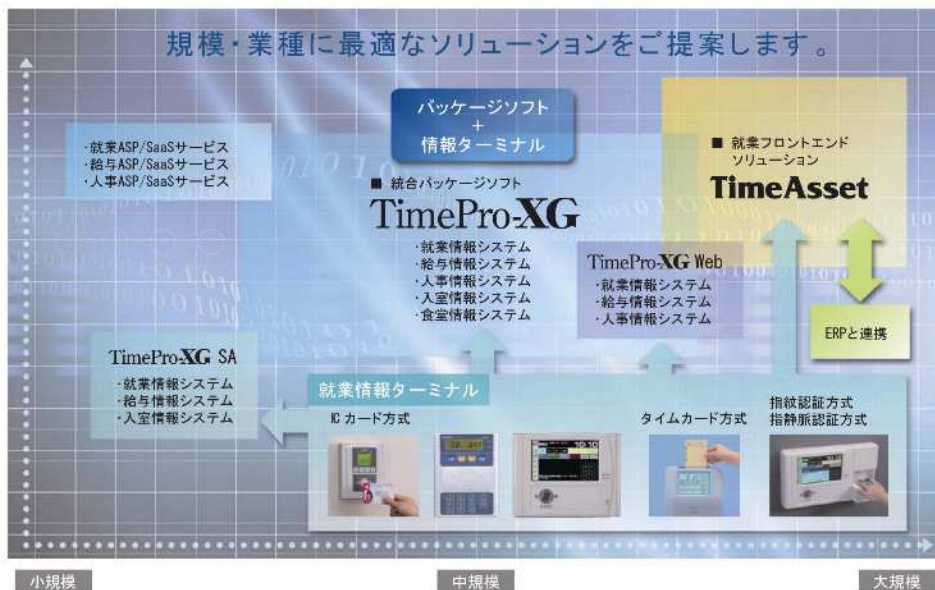 規模・業種に最適なソリューションをご提案します。
パッケージソフト
+
情報ターミナル
・就業ASP/SaaSサービス
・給与ASP/SaaSサービス
・人事ASP/SaaSサービス
■ 統合パッケージソフト
TimePro-XG
・就業情報システム
・給与情報システム
・人事情報システム
・入室情報システム
・食堂情報システム
■ 就業フロントエンド
ソリューション
TimeAsset
TimePro-XG Web
・就業情報システム
・給与情報システム
・人事情報システム
ERPと連携
TimePro-XG SA
・就業情報システム
・給与情報システム
・入室情報システム
就業情報ターミナル
ICカード方式
タイムカード方式
指紋認証方式
指静脈認証方式
小規模
中規模
大規模